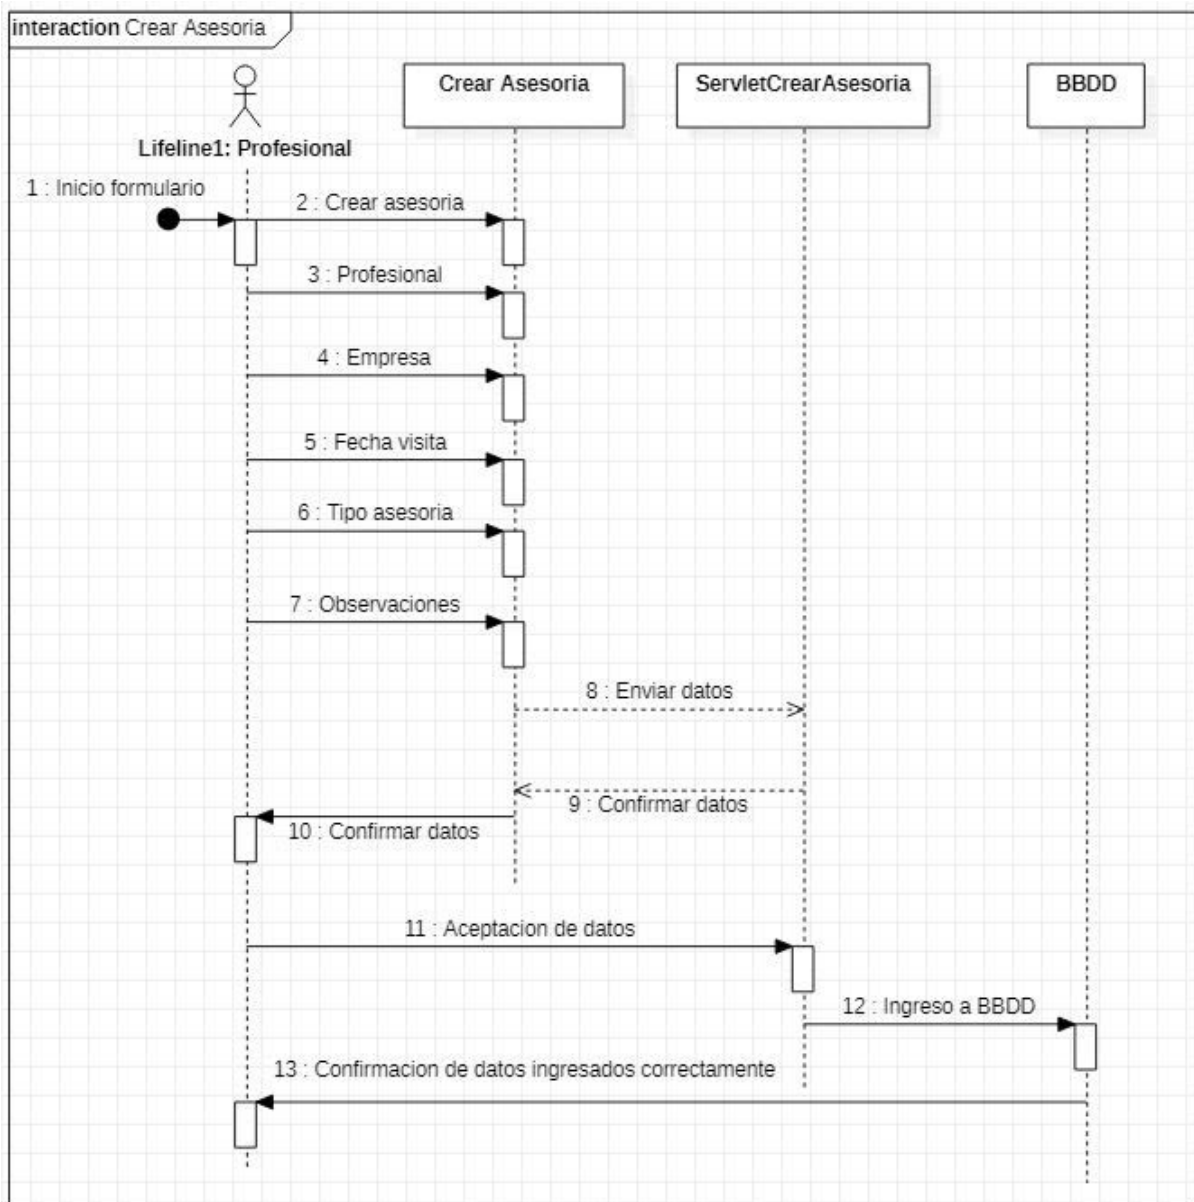 interaction Crear Asesoria
Crear Asesoria
ServletCrearAsesoria
BBDD
Lifeline1: Profesional
1 : Inicio formulario
2 : Crear asesoria
3 : Profesional
4 : Empresa
5 : Fecha visita
6 : Tipo asesoria
7 : Observaciones
8 : Enviar datos
9 : Confirmar datos
10 : Confirmar datos
11 : Aceptacion de datos
12 : Ingreso a BBDD
13 : Confirmacion de datos ingresados correctamente